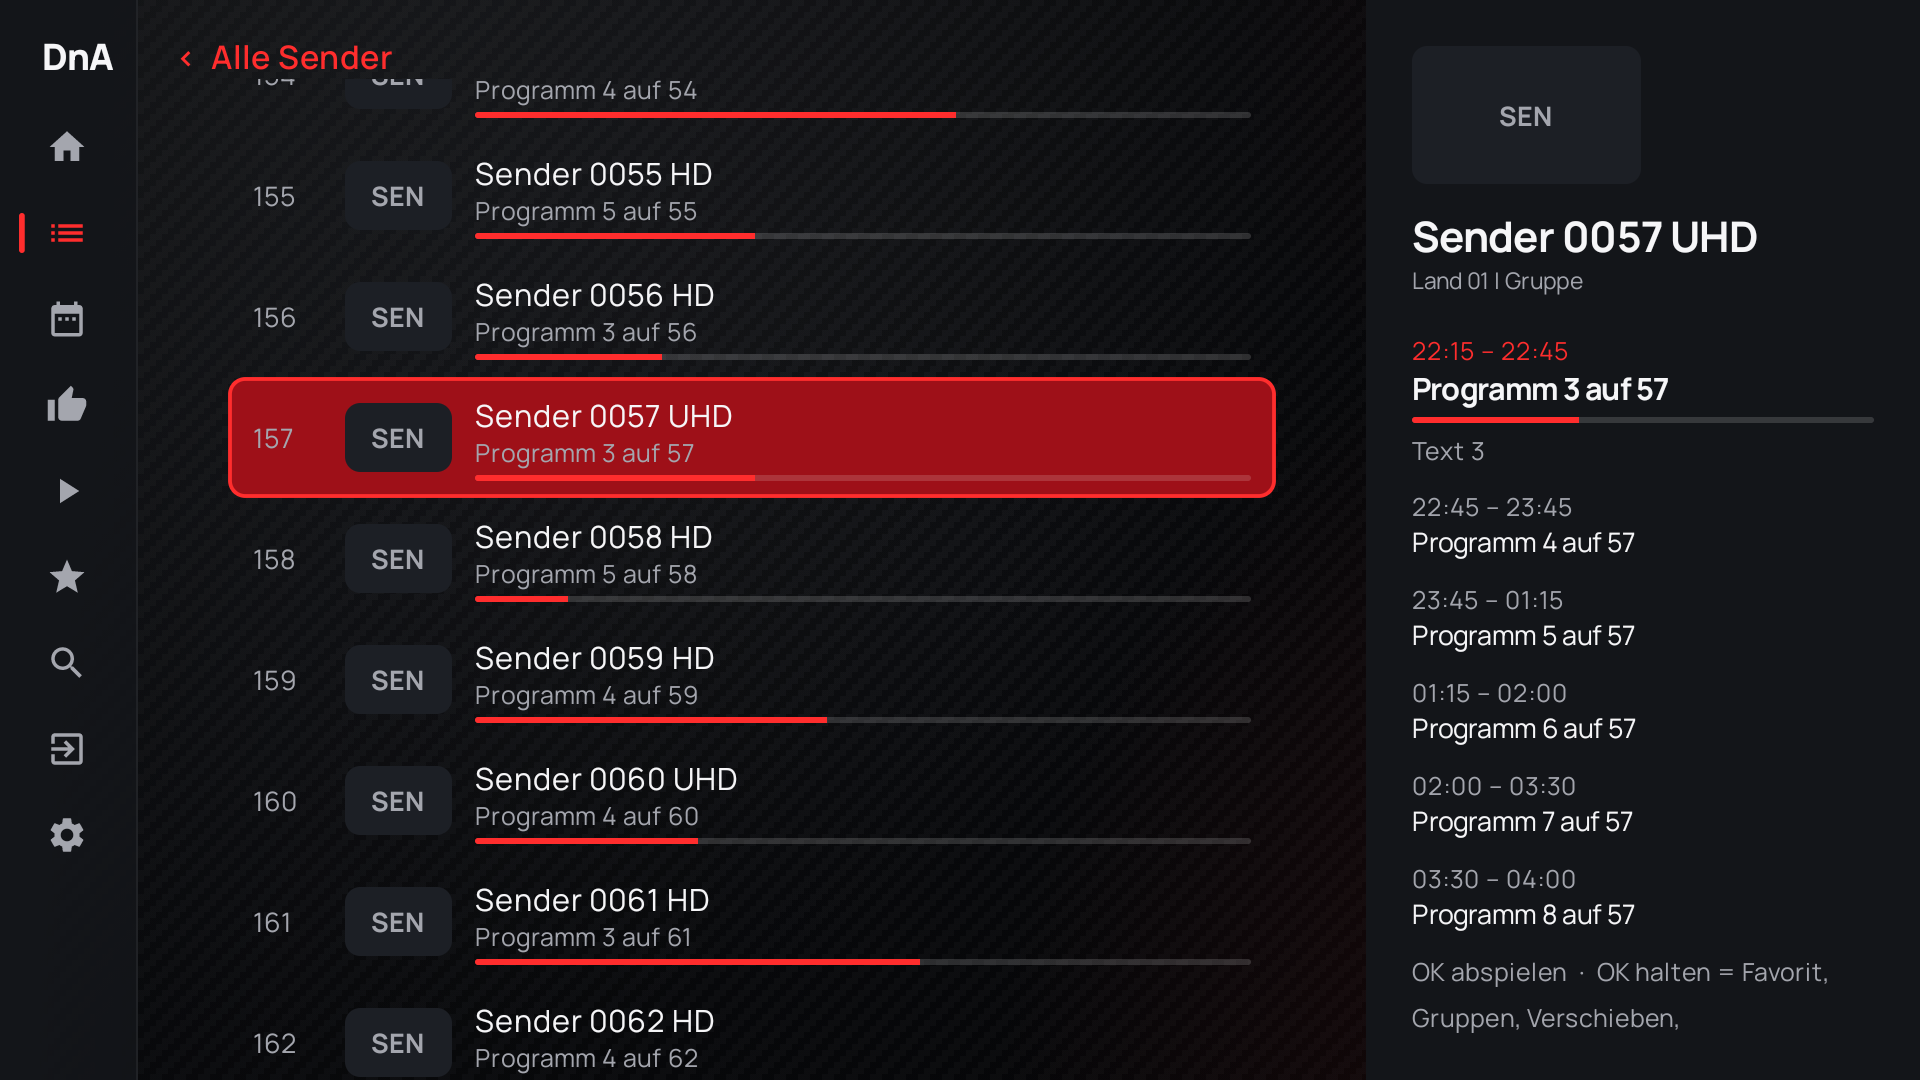 DnA
Alle Sender
Programm 4 auf 54
155
SEN
Sender 0055 HD
Programm 5 auf 55
156
SEN
Sender 0056 HD
Programm 3 auf 56
157
SEN
Sender 0057 UHD
Programm 3 auf 57
158
SEN
Sender 0058 HD
Programm 5 auf 58
159
SEN
Sender 0059 HD
Programm 4 auf 59
160
SEN
Sender 0060 UHD
Programm 4 auf 60
161
SEN
Sender 0061 HD
Programm 3 auf 61
162
SEN
Sender 0062 HD
Programm 4 auf 62
SEN
Sender 0057 UHD
Land 01 | Gruppe
22:15 – 22:45
Programm 3 auf 57
Text 3
22:45 – 23:45
Programm 4 auf 57
23:45 – 01:15
Programm 5 auf 57
01:15 – 02:00
Programm 6 auf 57
02:00 – 03:30
Programm 7 auf 57
03:30 – 04:00
Programm 8 auf 57
OK abspielen · OK halten = Favorit,
Gruppen, Verschieben,